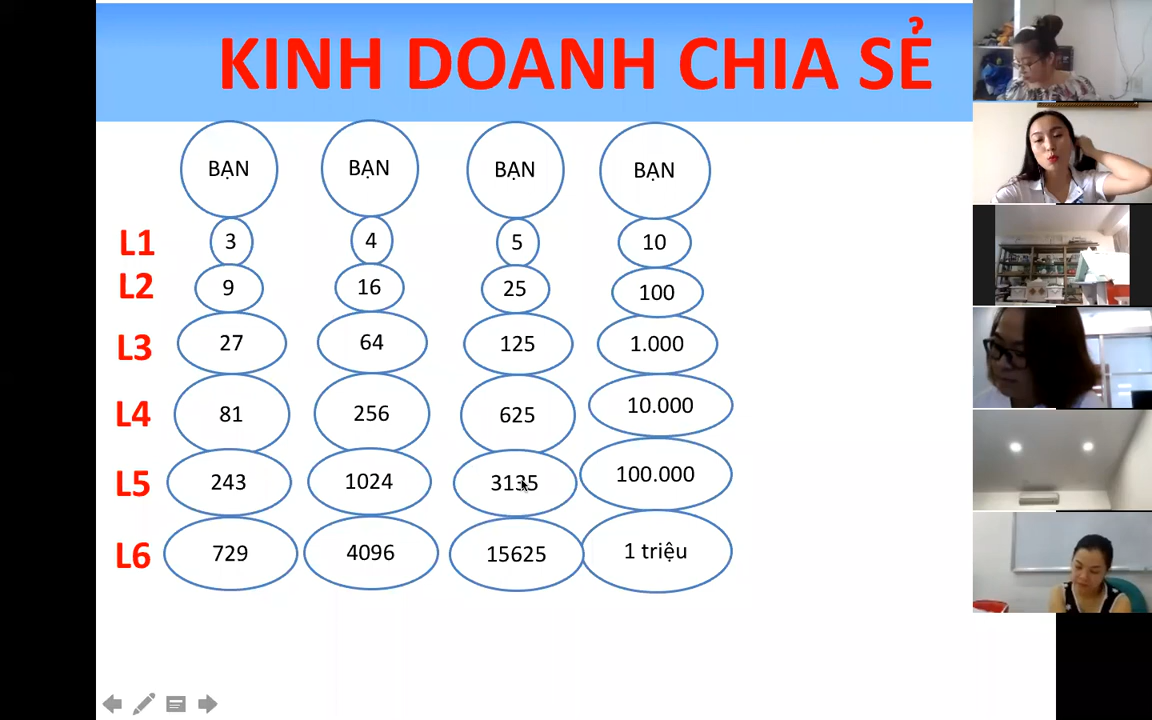 KINH DOANH CHIA SẺ
BẠN BẠN BẠN BẠN
L1 3 4 5 10
L2 9 16 25 100
L3 27 64 125 1.000
L4 81 256 625 10.000
L5 243 1024 3135 100.000
L6 729 4096 15625 1 triệu